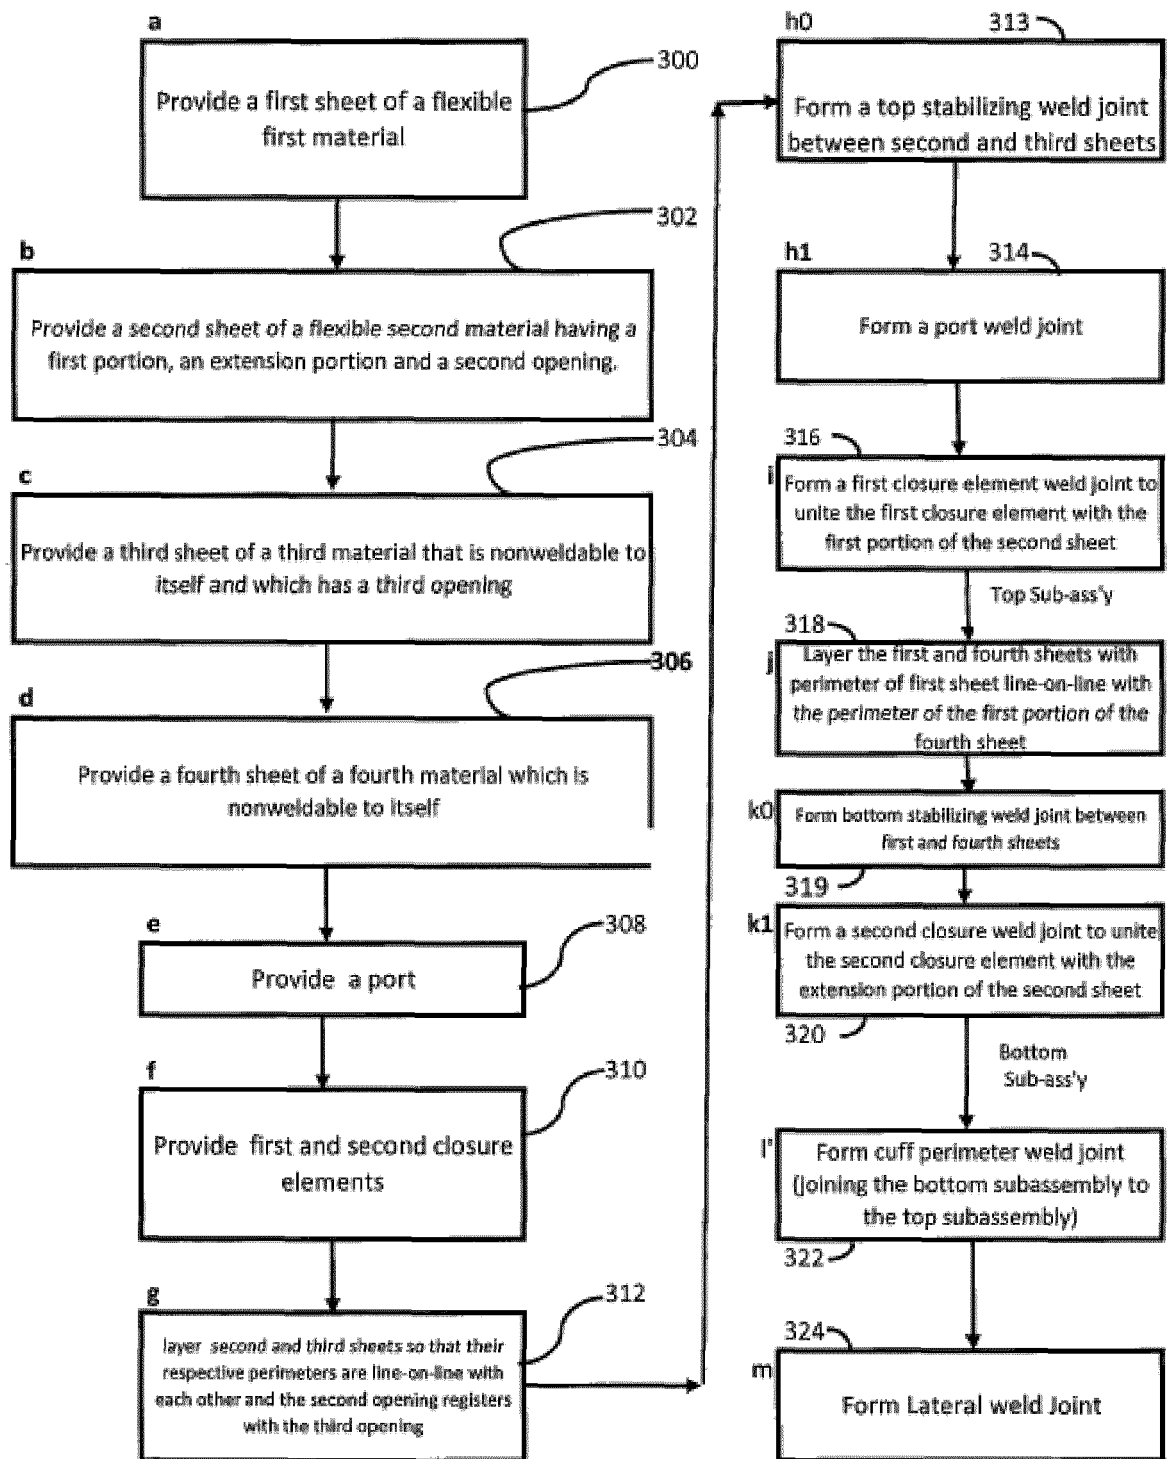 a
300
Provide a first sheet of a flexible
first material
302
b
Provide a second sheet of a flexible second material having a
first portion, an extension portion and a second opening.
304
c
Provide a third sheet of a third material that is nonweldable to
itself and which has a third opening
306
d
Provide a fourth sheet of a fourth material which is
nonweldable to itself
e
308
Provide a port
f
310
Provide first and second closure
elements
g
312
layer second and third sheets so that their
respective perimeters are line-on-line with
each other and the second opening registers
with the third opening
h0
313
Form a top stabilizing weld joint
between second and third sheets
h1
314
Form a port weld joint
316
i
Form a first closure element weld joint to
unite the first closure element with the
first portion of the second sheet
Top Sub-ass'y
318
j
Layer the first and fourth sheets with
perimeter of first sheet line-on-line with
the perimeter of the first portion of the
fourth sheet
k0
Form bottom stabilizing weld joint between
first and fourth sheets
319
k1
Form a second closure weld joint to unite
the second closure element with the
extension portion of the second sheet
320
Bottom
Sub-ass'y
l'
Form cuff perimeter weld joint
(joining the bottom subassembly to
the top subassembly)
322
324
m
Form Lateral weld Joint